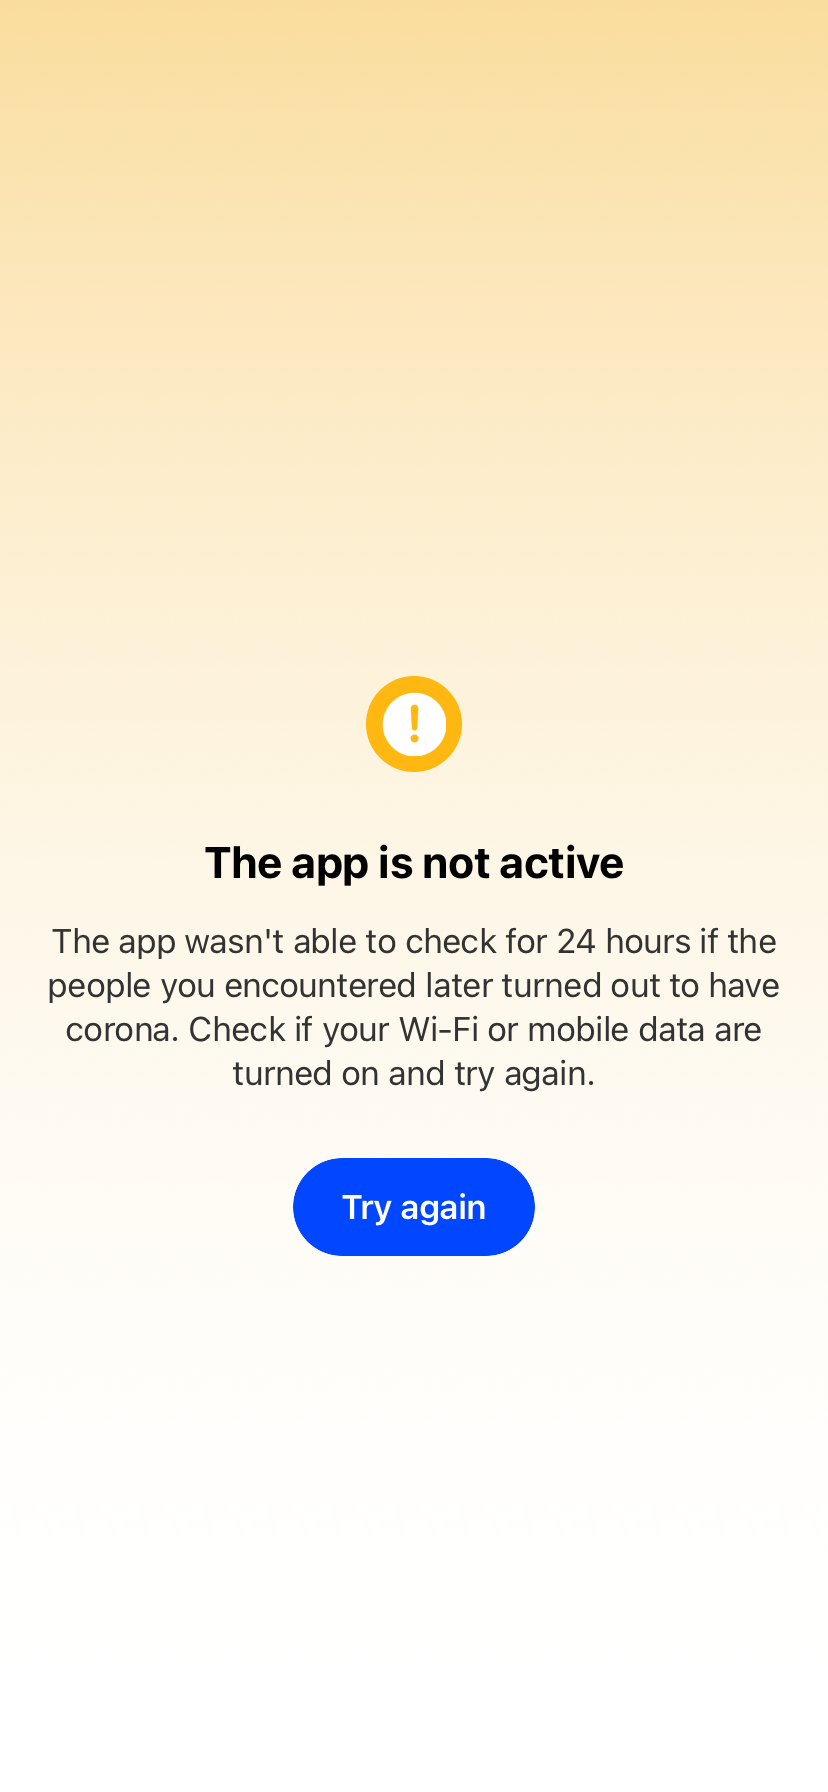 The app is not active
The app wasn't able to check for 24 hours if the
people you encountered later turned out to have
corona. Check if your Wi-Fi or mobile data are
turned on and try again.
Try again